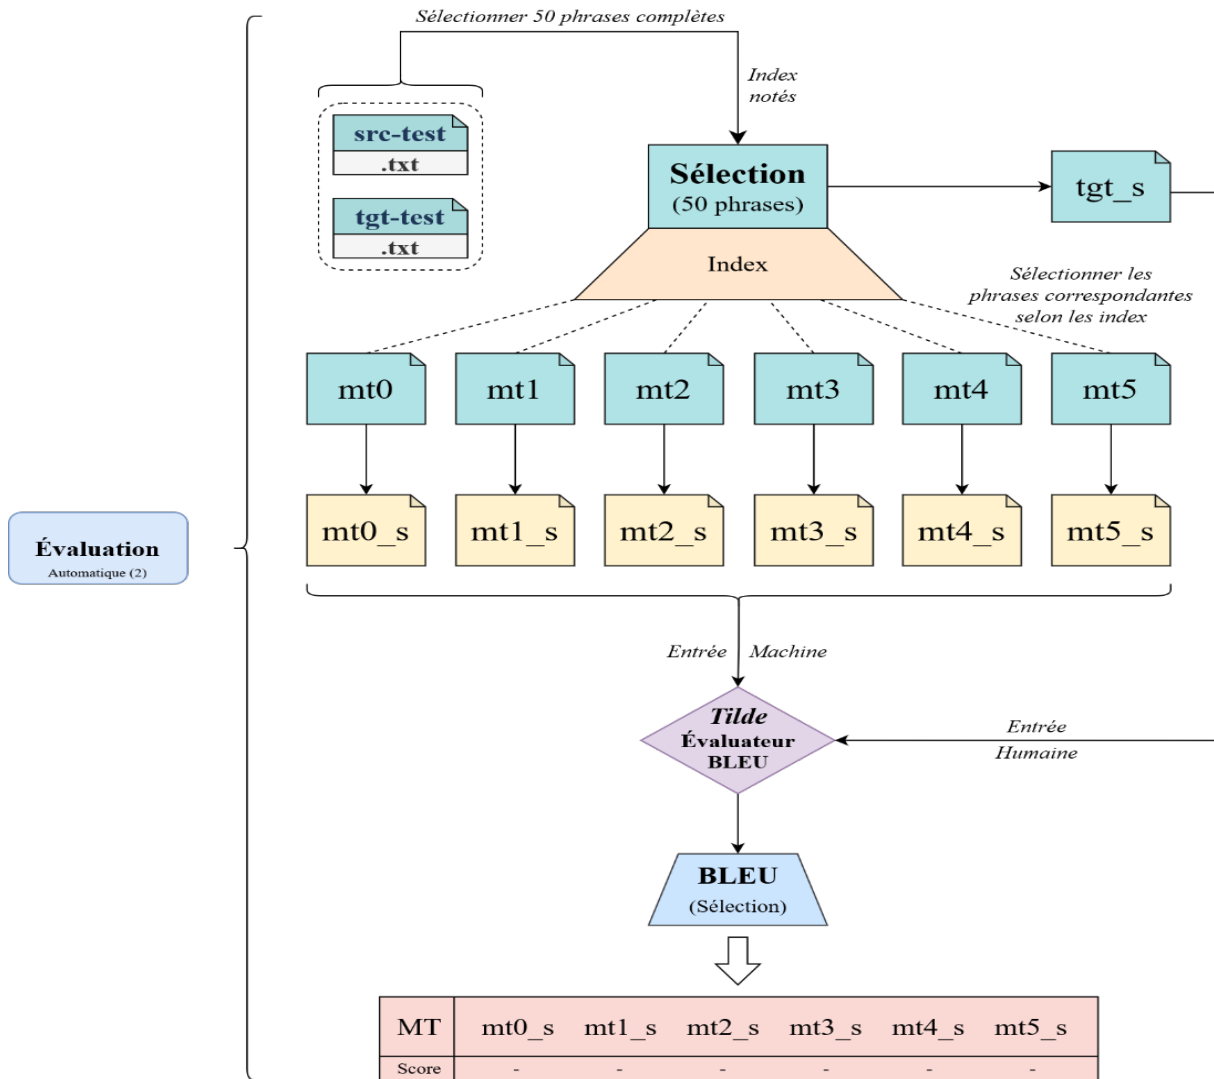 Sélectionner 50 phrases complètes
Index
notés
src-test
.txt
tgt-test
.txt
Sélection
(50 phrases)
tgt_s
Index
Sélectionner les
phrases correspondantes
selon les index
mt0 mt1 mt2 mt3 mt4 mt5
mt0_s mt1_s mt2_s mt3_s mt4_s mt5_s
Évaluation
Automatique (2)
Entrée Machine
Tilde
Évaluateur
BLEU
Entrée
Humaine
BLEU
(Sélection)
MT mt0_s mt1_s mt2_s mt3_s mt4_s mt5_s
Score - - - - - -